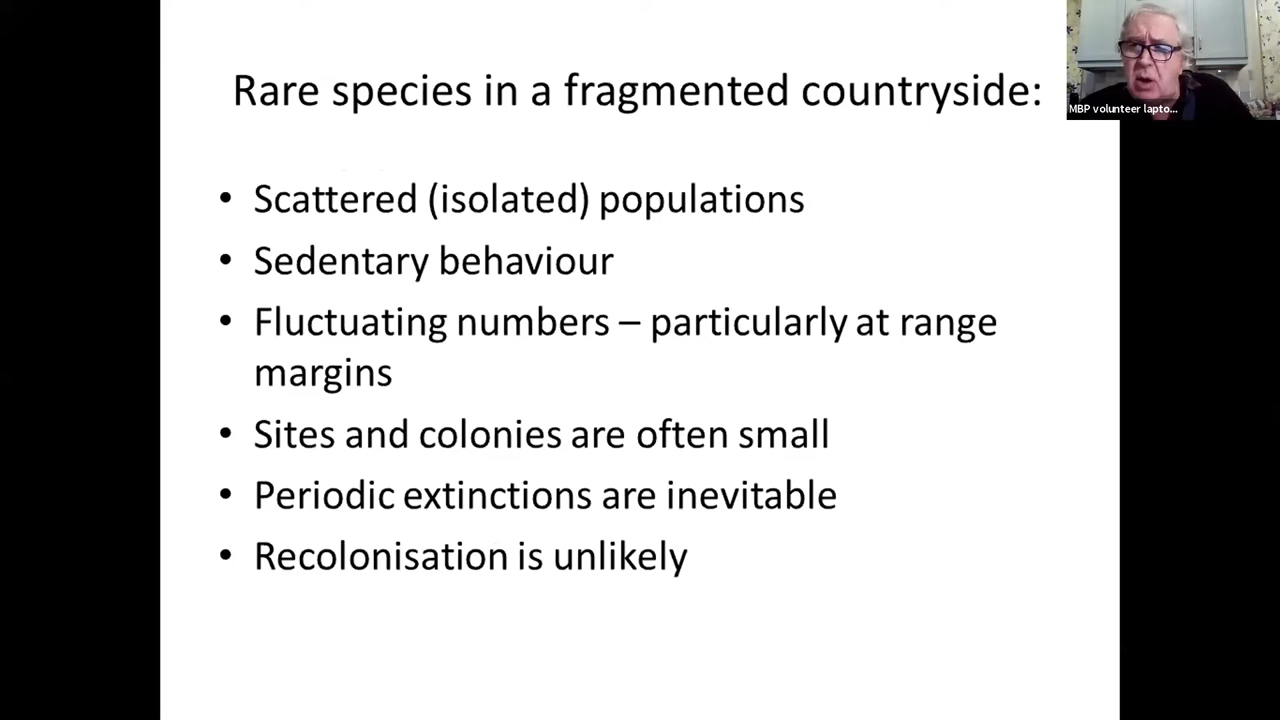 Rare species in a fragmented countryside:
MBP volunteer lapto...
• Scattered (isolated) populations
• Sedentary behaviour
• Fluctuating numbers – particularly at range
margins
• Sites and colonies are often small
• Periodic extinctions are inevitable
• Recolonisation is unlikely